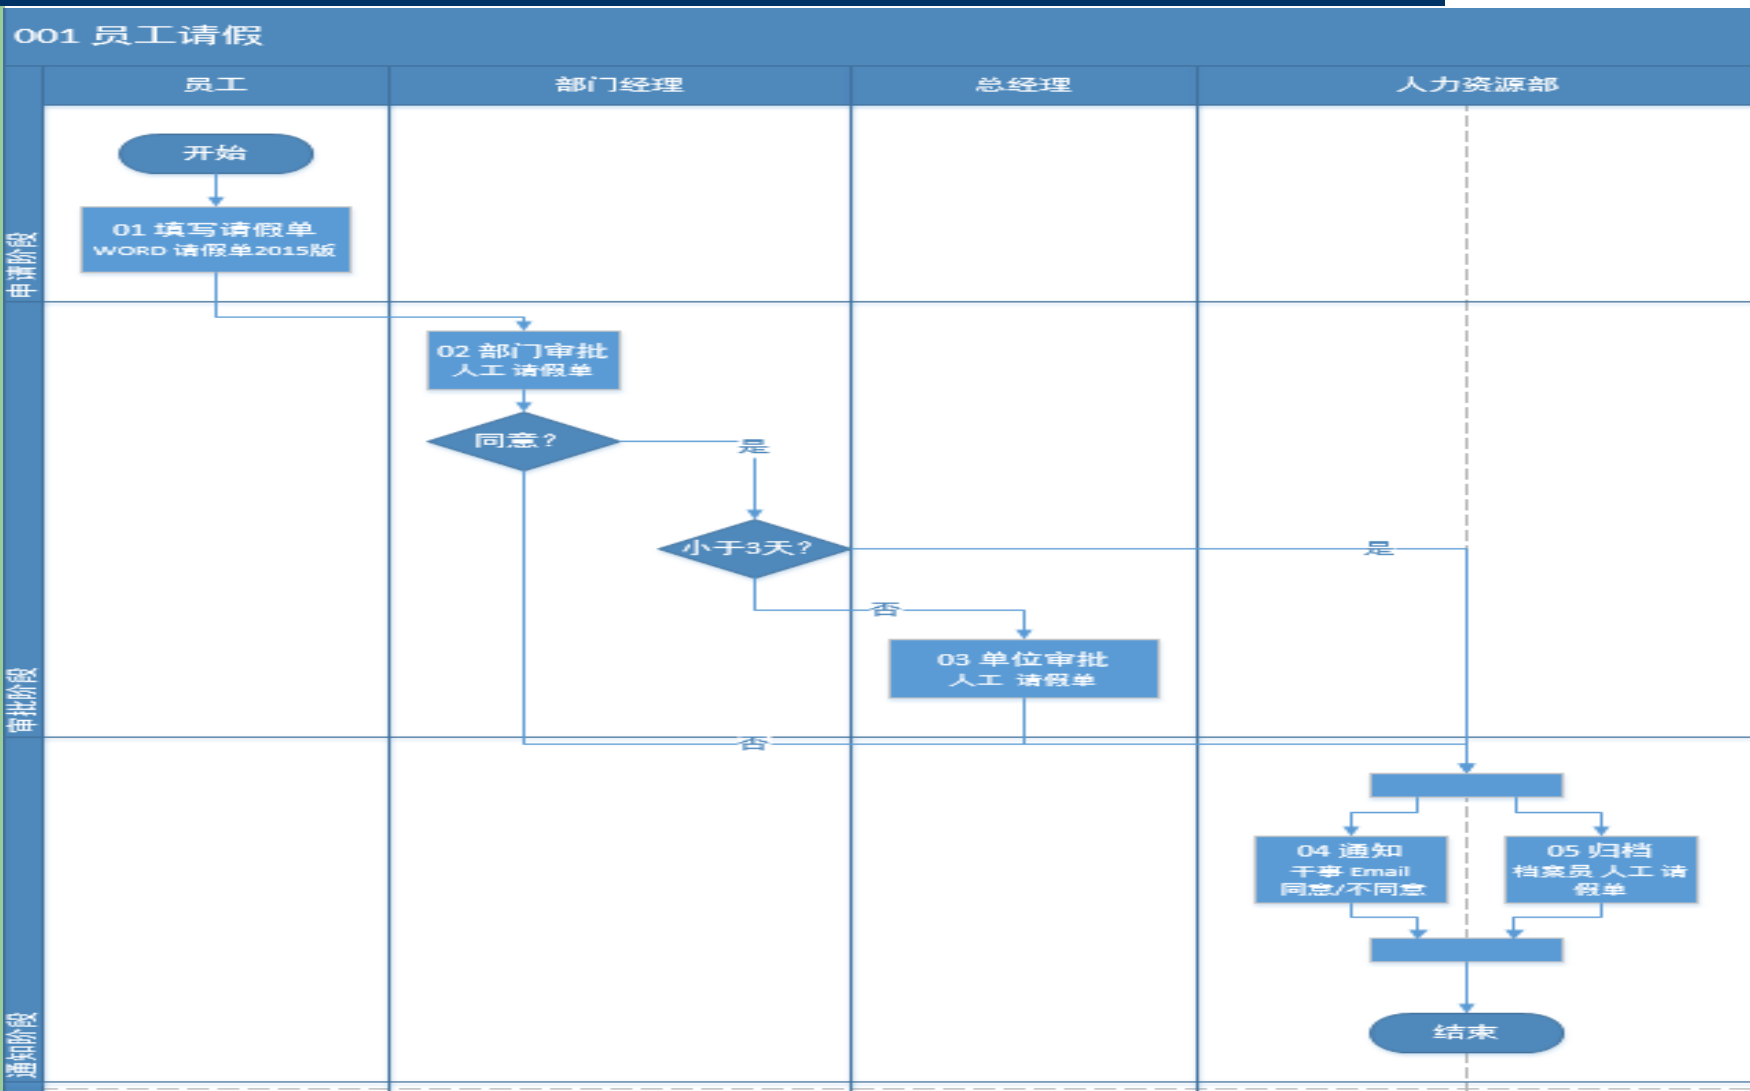 001 员工请假
员工
部门经理
总经理
人力资源部
申请阶段
开始
01 填写请假单
WORD 请假单2015版
审批阶段
02 部门审批
人工 请假单
同意?
是
小于3天?
是
否
03 单位审批
人工 请假单
否
通知阶段
04 通知
干事 Email
同意/不同意
05 归档
档案员 人工 请
假单
结束